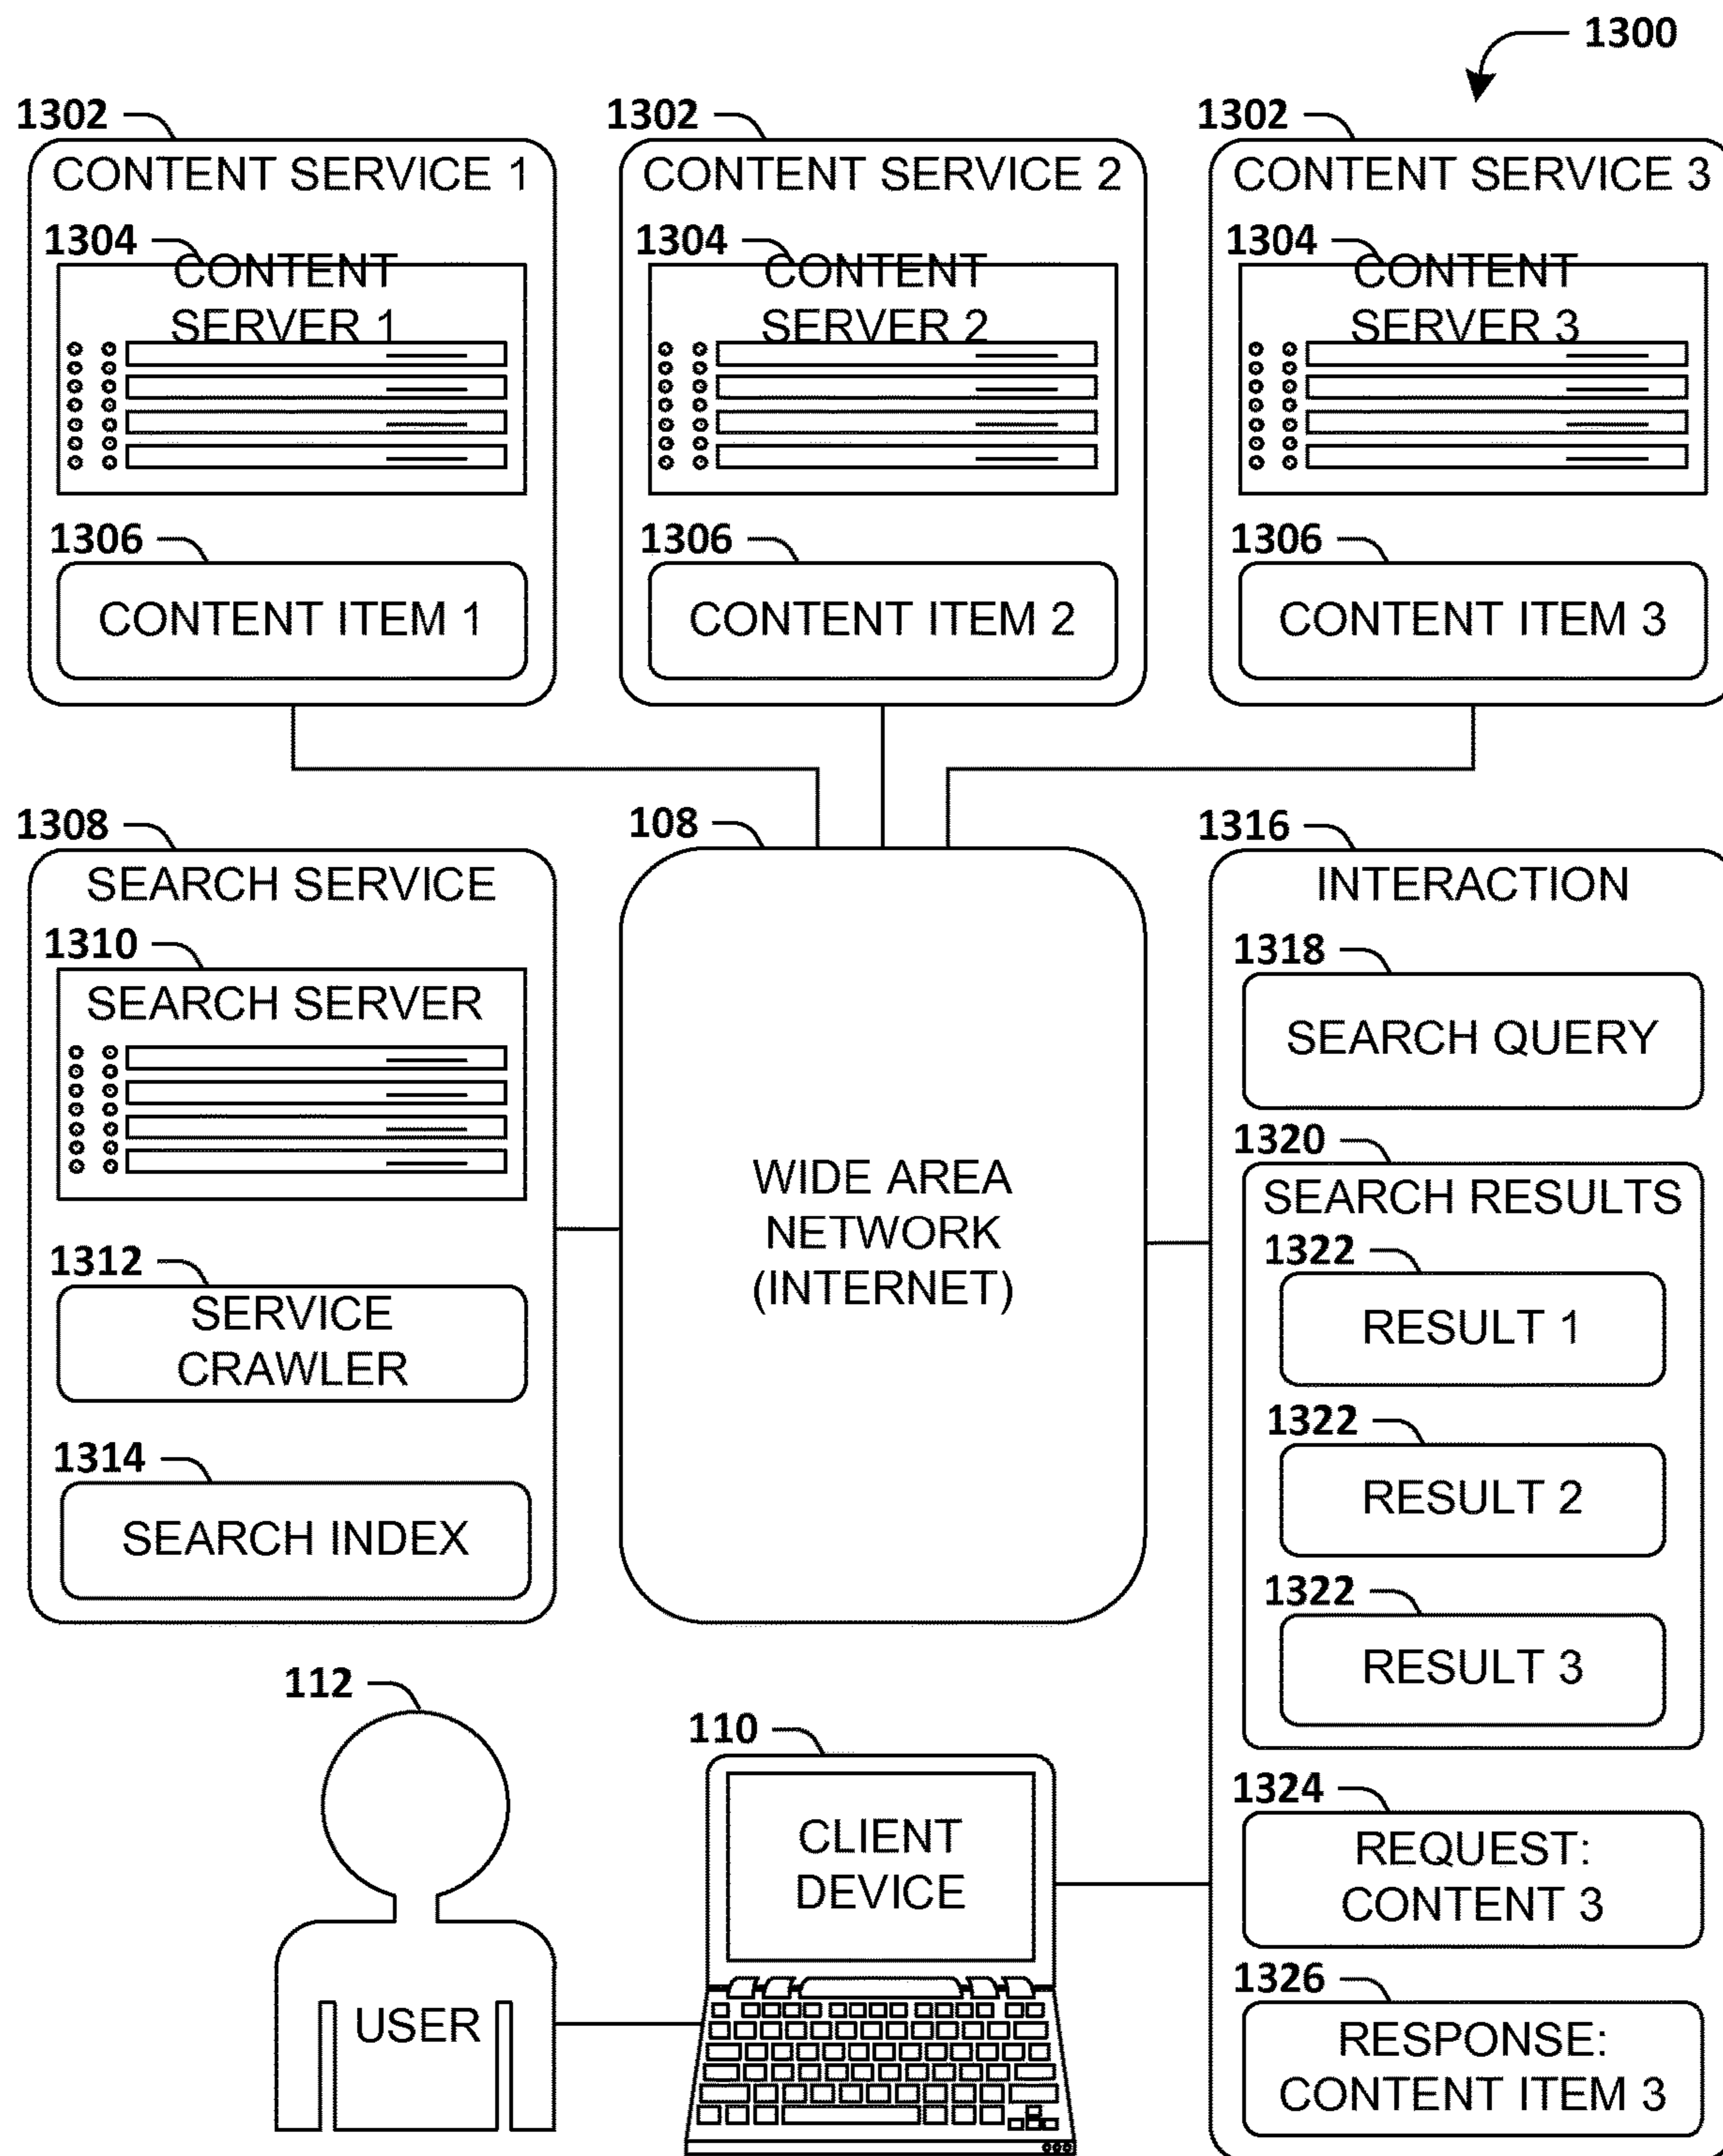 1300
1302
CONTENT SERVICE 1
1304
CONTENT
SERVER 1
1306
CONTENT ITEM 1
1302
CONTENT SERVICE 2
1304
CONTENT
SERVER 2
1306
CONTENT ITEM 2
1302
CONTENT SERVICE 3
1304
CONTENT
SERVER 3
1306
CONTENT ITEM 3
1308
SEARCH SERVICE
1310
SEARCH SERVER
1312
SERVICE
CRAWLER
1314
SEARCH INDEX
108
WIDE AREA
NETWORK
(INTERNET)
1316
INTERACTION
1318
SEARCH QUERY
1320
SEARCH RESULTS
1322
RESULT 1
1322
RESULT 2
1322
RESULT 3
1324
REQUEST:
CONTENT 3
1326
RESPONSE:
CONTENT ITEM 3
112
USER
110
CLIENT
DEVICE